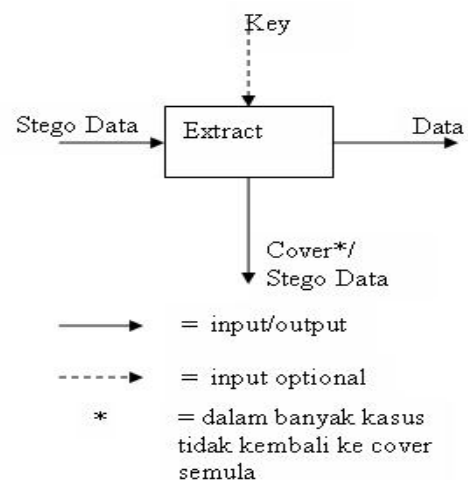 Key
Stego Data
Extract
Data
Cover*/
Stego Data
= input/output
= input optional
* = dalam banyak kasus
tidak kembali ke cover
semula